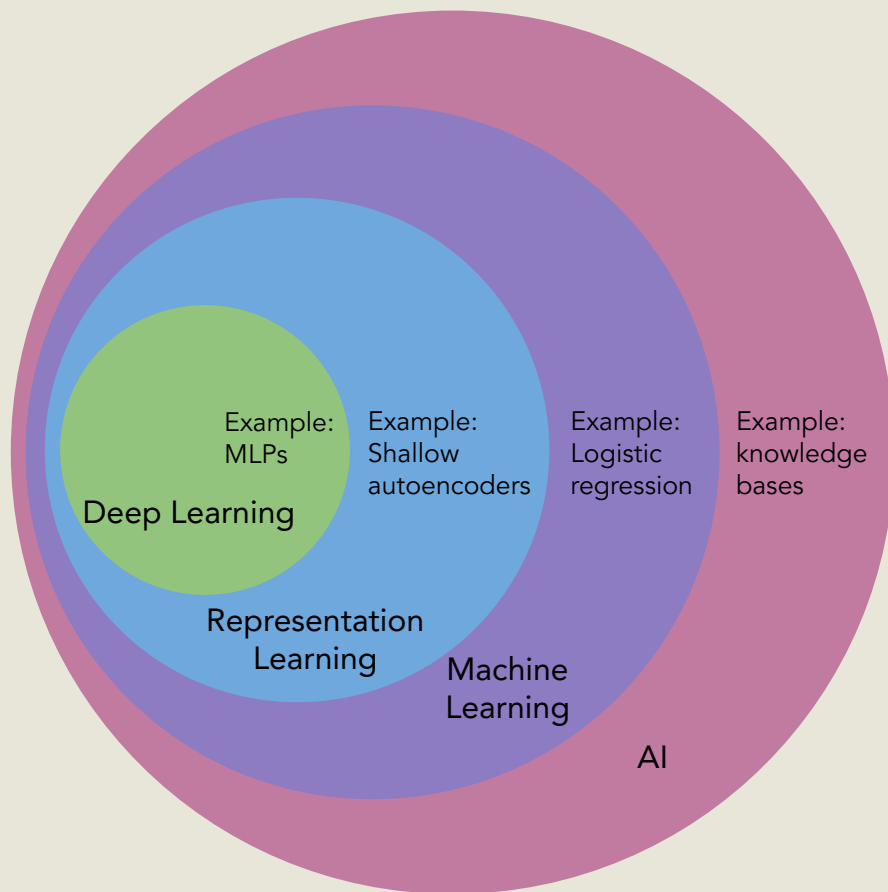 Example:
MLPs
Example:
Shallow
autoencoders
Example:
Logistic
regression
Example:
knowledge
bases
Deep Learning
Representation
Learning
Machine
Learning
AI